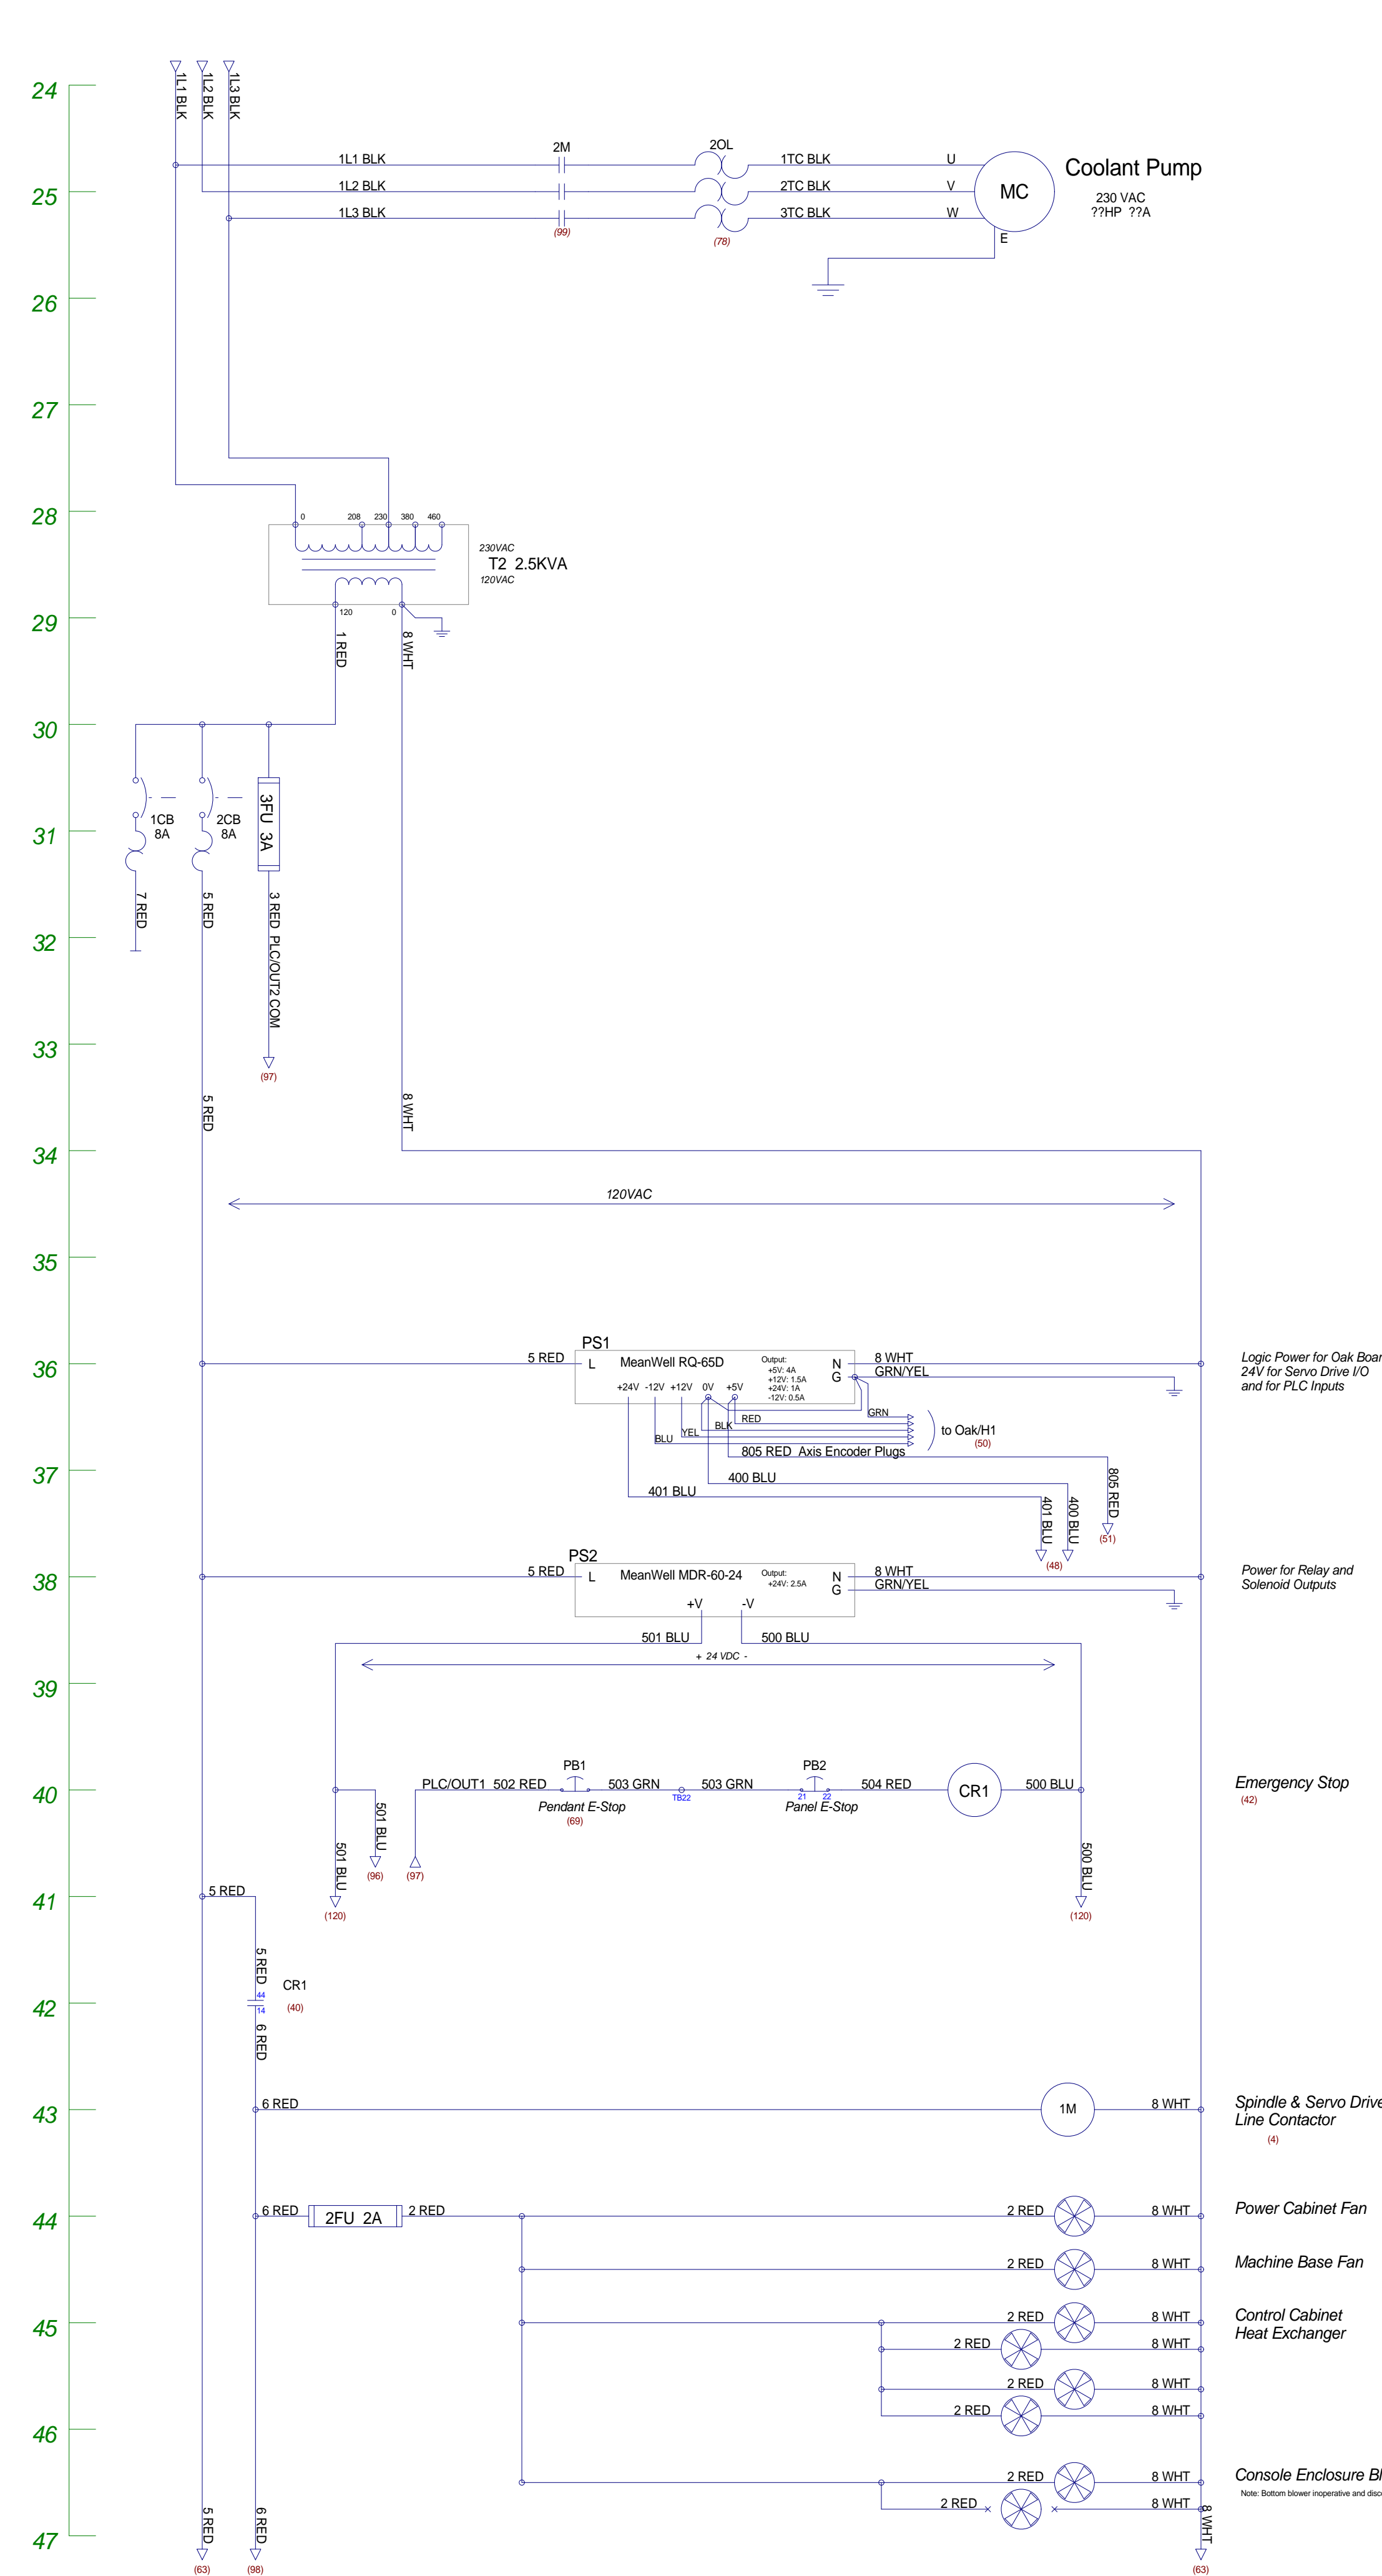 24
1L1 BLK
1L2 BLK
1L3 BLK
1L1 BLK
2M
2OL
1TC BLK
U
Coolant Pump
25
1L2 BLK
2TC BLK
V
MC
230 VAC
??HP ??A
1L3 BLK
(99)
(78)
3TC BLK
W
E
26
27
28
0
208
230
380
460
230VAC
T2 2.5KVA
120VAC
29
120
0
1 RED
8 WHT
30
1CB
8A
2CB
8A
3FU 3A
31
7 RED
5 RED
3 RED PLC/OUT2 COM
32
33
(97)
5 RED
8 WHT
34
120VAC
35
PS1
36
5 RED
L
MeanWell RQ-65D
Output:
+5V: 4A
+12V: 1.5A
+24V: 1A
-12V: 0.5A
N
G
8 WHT
GRN/YEL
Logic Power for Oak Boar
24V for Servo Drive I/O
and for PLC Inputs
+24V
-12V
+12V
0V
+5V
GRN
RED
BLK
YEL
BLU
to Oak/H1
(50)
805 RED Axis Encoder Plugs
37
400 BLU
401 BLU
401 BLU
400 BLU
805 RED
(51)
(48)
PS2
38
5 RED
L
MeanWell MDR-60-24
Output:
+24V: 2.5A
N
G
8 WHT
GRN/YEL
Power for Relay and
Solenoid Outputs
+V
-V
501 BLU
500 BLU
+ 24 VDC -
39
40
PLC/OUT1 502 RED
PB1
Pendant E-Stop
(69)
503 GRN
TB22
503 GRN
PB2
21
22
Panel E-Stop
504 RED
CR1
500 BLU
Emergency Stop
(42)
501 BLU
501 BLU
(96)
(97)
500 BLU
41
5 RED
(120)
(120)
5 RED
CR1
44
14
(40)
42
6 RED
43
6 RED
1M
8 WHT
Spindle & Servo Drive
Line Contactor
(4)
44
6 RED
2FU 2A
2 RED
2 RED
8 WHT
Power Cabinet Fan
2 RED
8 WHT
Machine Base Fan
45
2 RED
8 WHT
Control Cabinet
Heat Exchanger
2 RED
8 WHT
2 RED
8 WHT
2 RED
8 WHT
46
2 RED
8 WHT
Console Enclosure
Note: Bottom blower inoperative and
2 RED
8 WHT
47
5 RED
6 RED
8 WHT
(63)
(98)
(63)